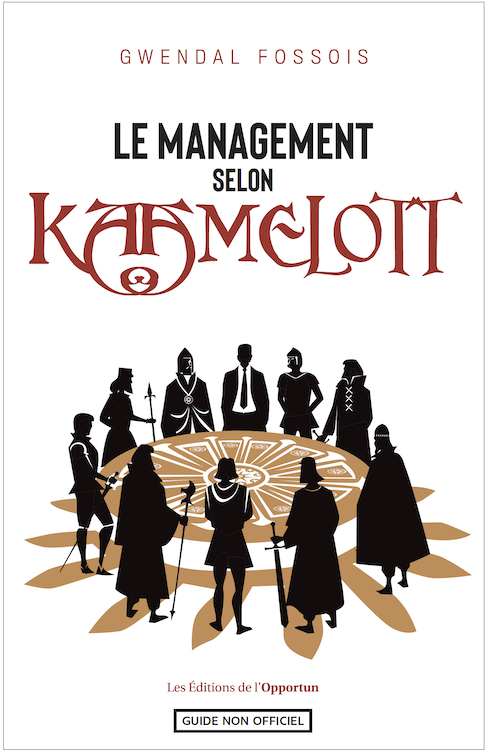 GWENDAL FOSSOIS
LE MANAGEMENT
SELON
KAAMELOTT
Les Éditions de l'Opportun
GUIDE NON OFFICIEL